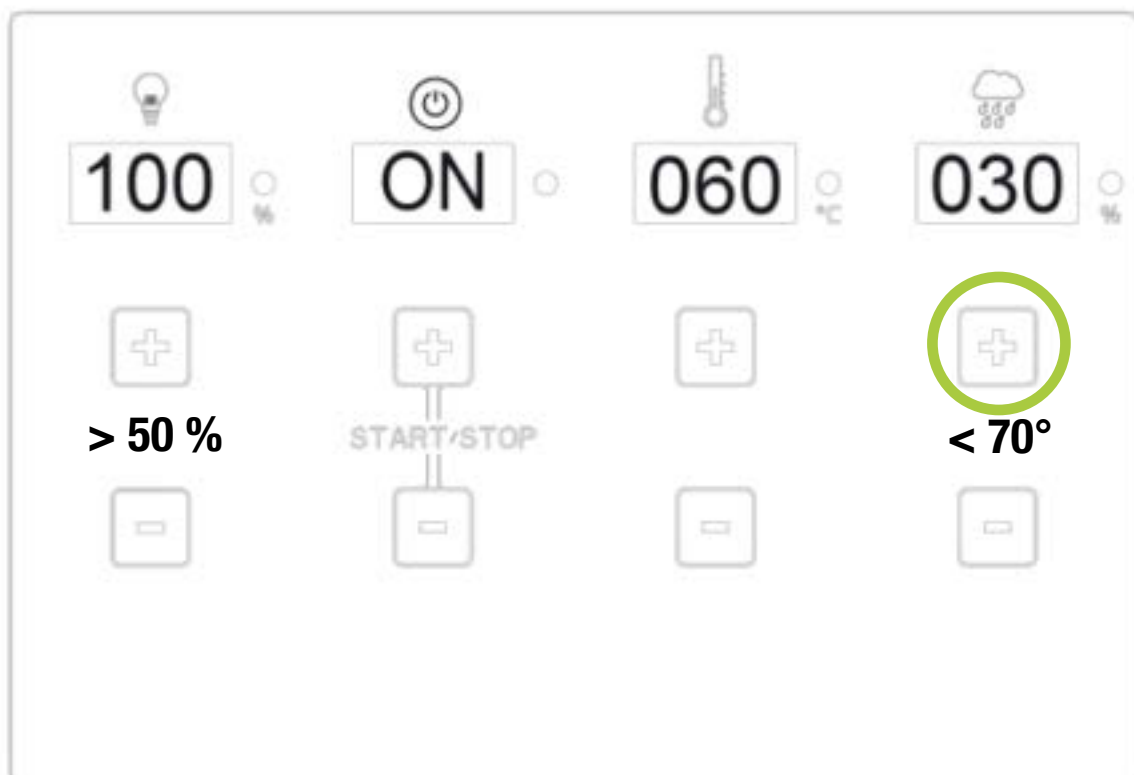 100 ON 060 030
% °C %
+ + + +
> 50 % START/STOP < 70°
- - - -